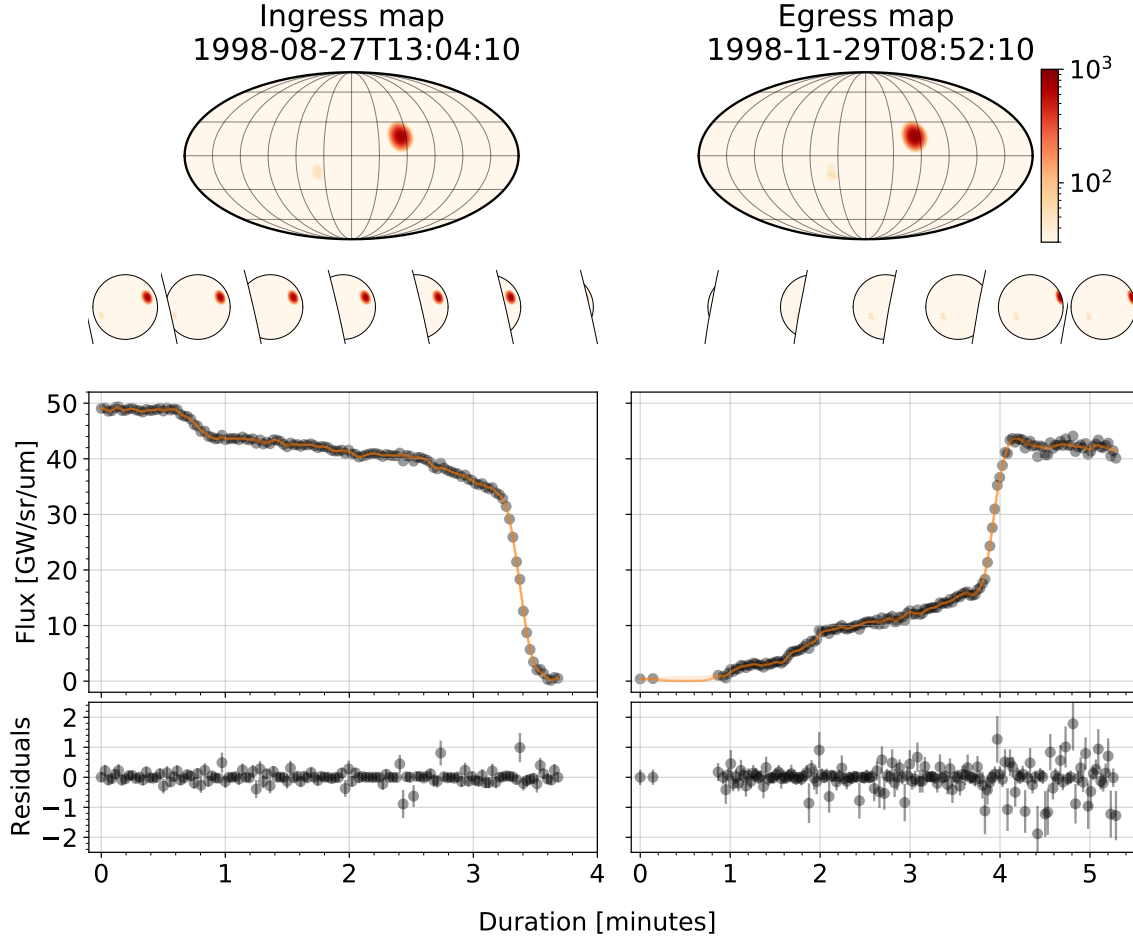 Ingress map
1998-08-27T13:04:10
Egress map
1998-11-29T08:52:10
10^3
10^2
Flux [GW/sr/um]
50
40
30
20
10
0
Residuals
2
1
0
−1
−2
0 1 2 3 4
0 1 2 3 4 5
Duration [minutes]